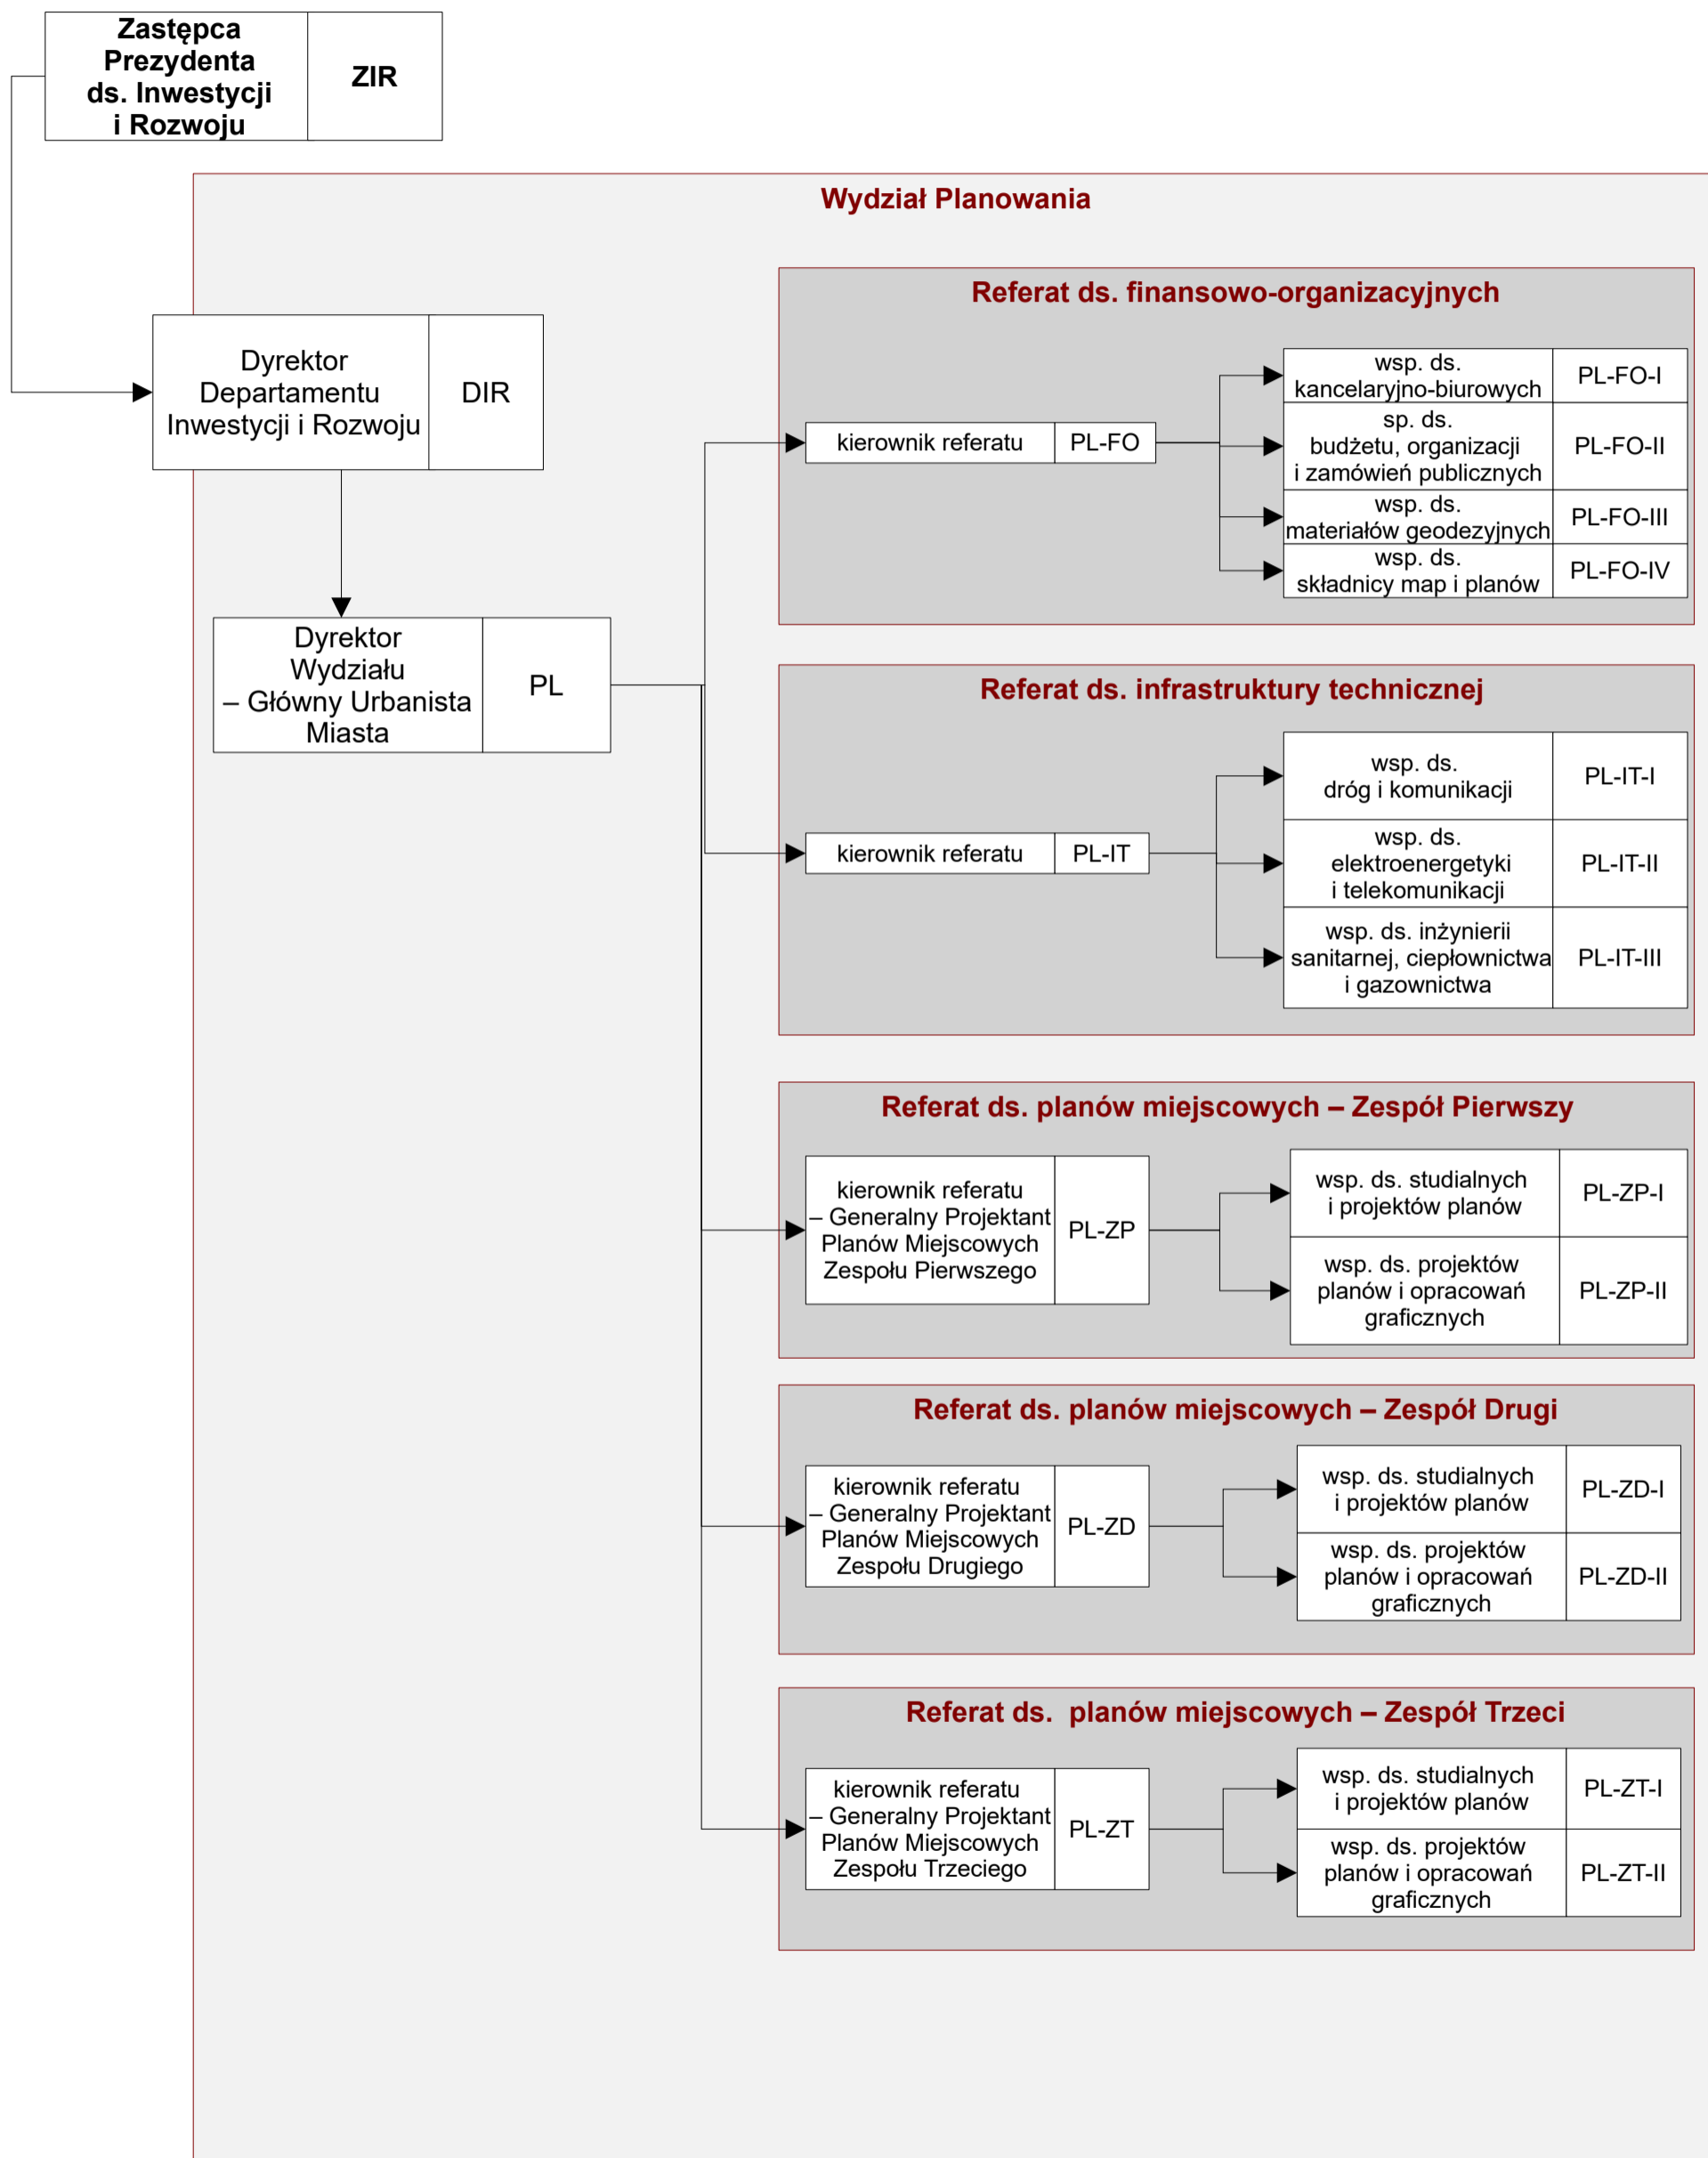 Zastępca
Prezydenta
ds. Inwestycji
i Rozwoju
ZIR
Wydział Planowania
Dyrektor
Departamentu
Inwestycji i Rozwoju
DIR
Dyrektor
Wydziału
– Główny Urbanista
Miasta
PL
Referat ds. finansowo-organizacyjnych
kierownik referatu
PL-FO
wsp. ds.
kancelaryjno-biurowych
PL-FO-I
sp. ds.
budżetu, organizacji
i zamówień publicznych
PL-FO-II
wsp. ds.
materiałów geodezyjnych
PL-FO-III
wsp. ds.
składnicy map i planów
PL-FO-IV
Referat ds. infrastruktury technicznej
kierownik referatu
PL-IT
wsp. ds.
dróg i komunikacji
PL-IT-I
wsp. ds.
elektroenergetyki
i telekomunikacji
PL-IT-II
wsp. ds. inżynierii
sanitarnej, ciepłownictwa
i gazownictwa
PL-IT-III
Referat ds. planów miejscowych – Zespół Pierwszy
kierownik referatu
– Generalny Projektant
Planów Miejscowych
Zespołu Pierwszego
PL-ZP
wsp. ds. studialnych
i projektów planów
PL-ZP-I
wsp. ds. projektów
planów i opracowań
graficznych
PL-ZP-II
Referat ds. planów miejscowych – Zespół Drugi
kierownik referatu
– Generalny Projektant
Planów Miejscowych
Zespołu Drugiego
PL-ZD
wsp. ds. studialnych
i projektów planów
PL-ZD-I
wsp. ds. projektów
planów i opracowań
graficznych
PL-ZD-II
Referat ds. planów miejscowych – Zespół Trzeci
kierownik referatu
– Generalny Projektant
Planów Miejscowych
Zespołu Trzeciego
PL-ZT
wsp. ds. studialnych
i projektów planów
PL-ZT-I
wsp. ds. projektów
planów i opracowań
graficznych
PL-ZT-II